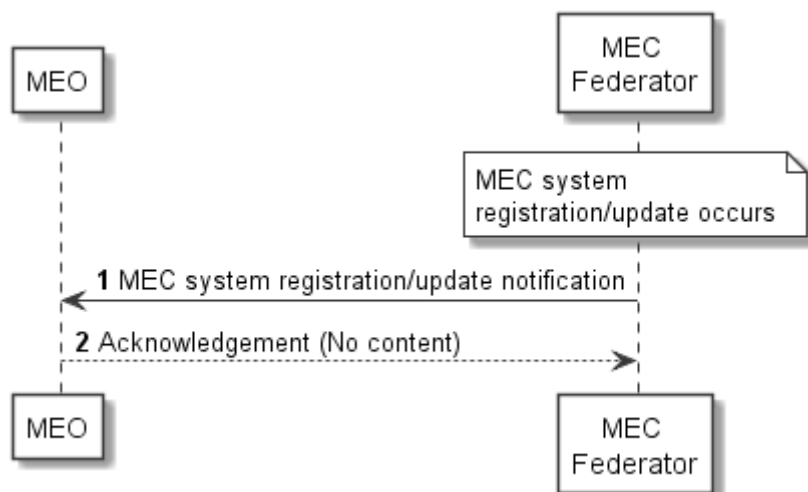 MEO
MEC
Federator
MEC system
registration/update occurs
1 MEC system registration/update notification
2 Acknowledgement (No content)
MEO
MEC
Federator